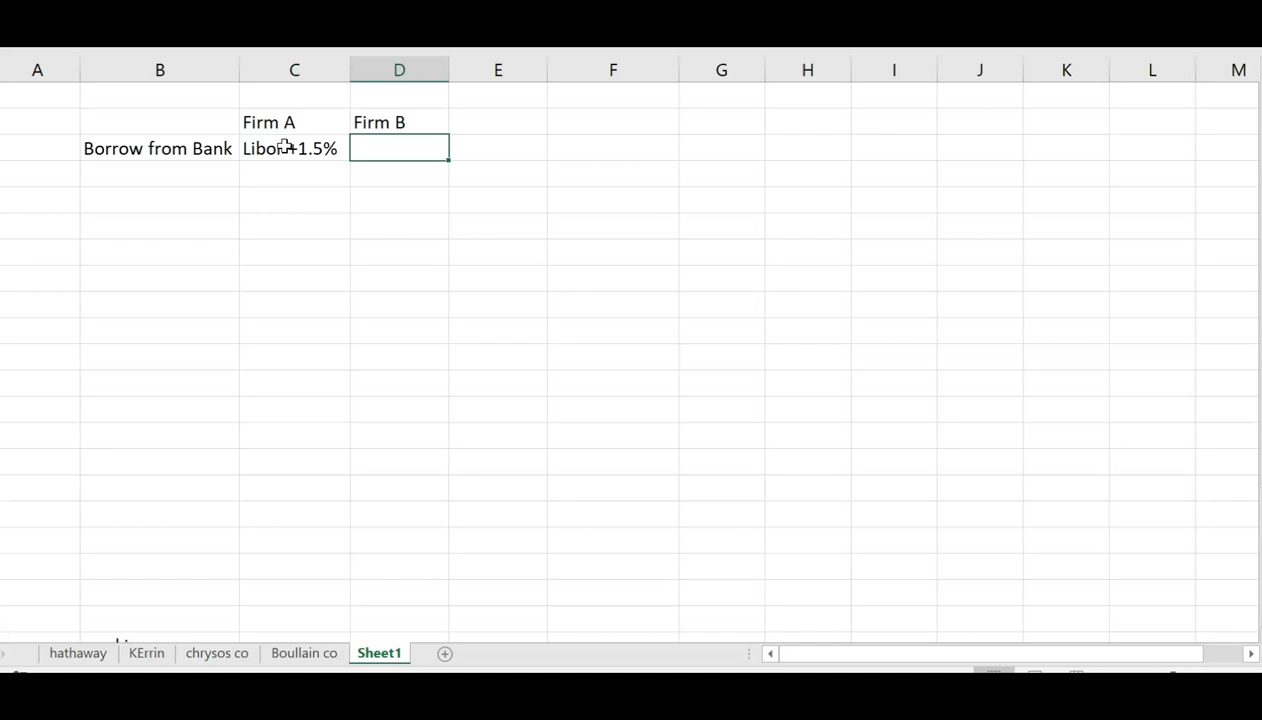 A B C D E F G H I J K L M
Firm A Firm B
Borrow from Bank Libor+1.5%
hathaway KErrin chrysos co Boullain co Sheet1